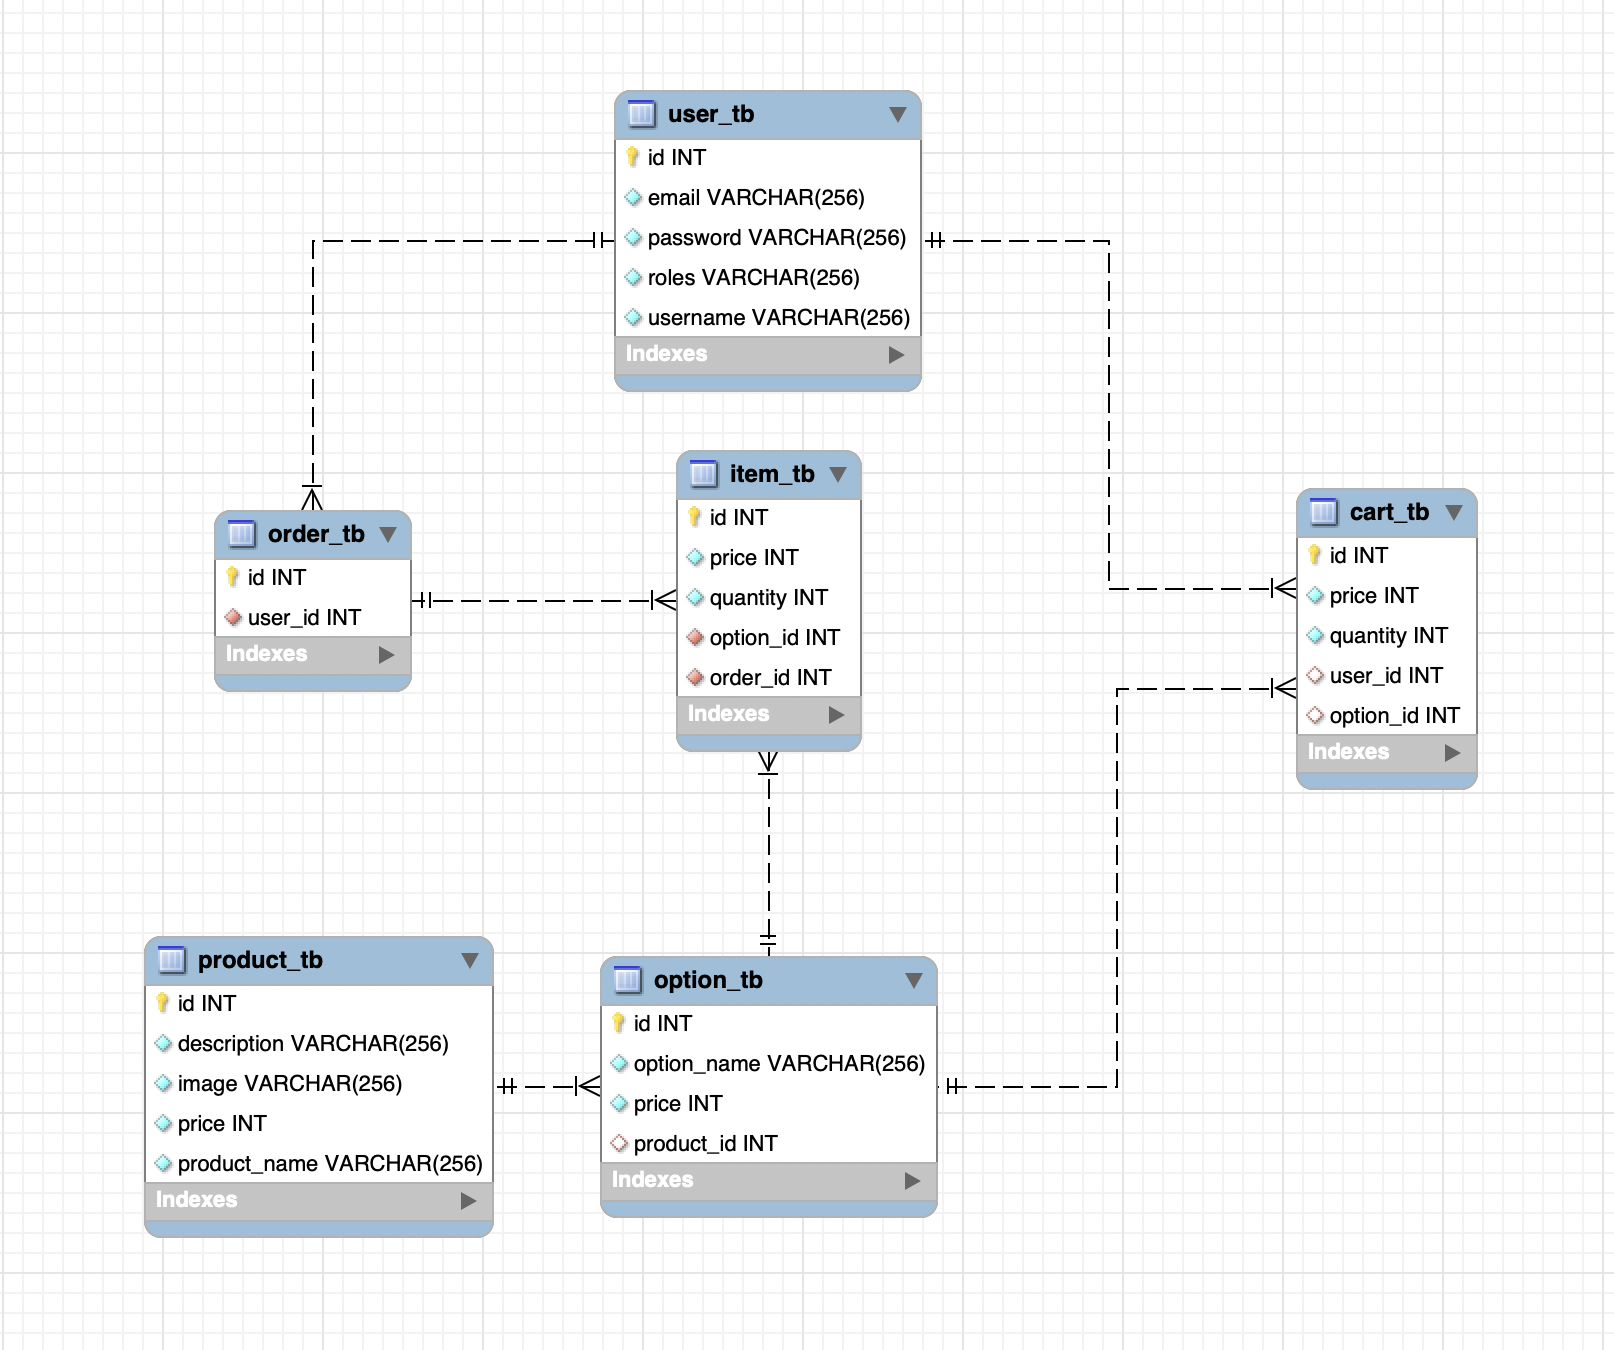 user_tb
id INT
email VARCHAR(256)
password VARCHAR(256)
roles VARCHAR(256)
username VARCHAR(256)
Indexes
item_tb
id INT
price INT
quantity INT
option_id INT
order_id INT
Indexes
order_tb
id INT
user_id INT
Indexes
cart_tb
id INT
price INT
quantity INT
user_id INT
option_id INT
Indexes
product_tb
id INT
description VARCHAR(256)
image VARCHAR(256)
price INT
product_name VARCHAR(256)
Indexes
option_tb
id INT
option_name VARCHAR(256)
price INT
product_id INT
Indexes